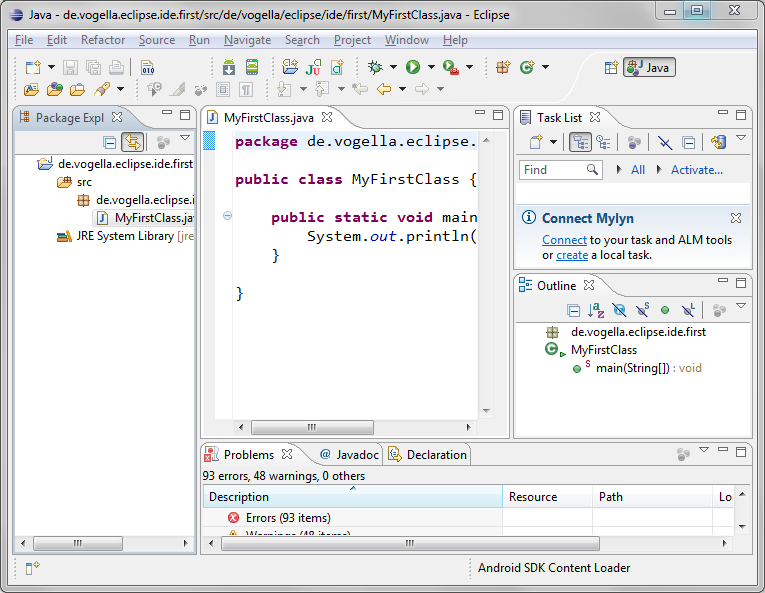 Java - de.vogella.eclipse.ide.first/src/de/vogella/eclipse/ide/first/MyFirstClass.java - Eclipse
File Edit Refactor Source Run Navigate Search Project Window Help
Java
Package Expl
de.vogella.eclipse.ide.first
src
de.vogella.eclipse.i
MyFirstClass.ja
JRE System Library [jre
MyFirstClass.java
package de.vogella.eclipse.
public class MyFirstClass {
public static void main
System.out.println(
}
}
Task List
Find All Activate...
Connect Mylyn
Connect to your task and ALM tools
or create a local task.
Outline
de.vogella.eclipse.ide.first
MyFirstClass
main(String[]) : void
Problems Javadoc Declaration
93 errors, 48 warnings, 0 others
Description Resource Path Lo
Errors (93 items)
Warnings (48 items)
Android SDK Content Loader